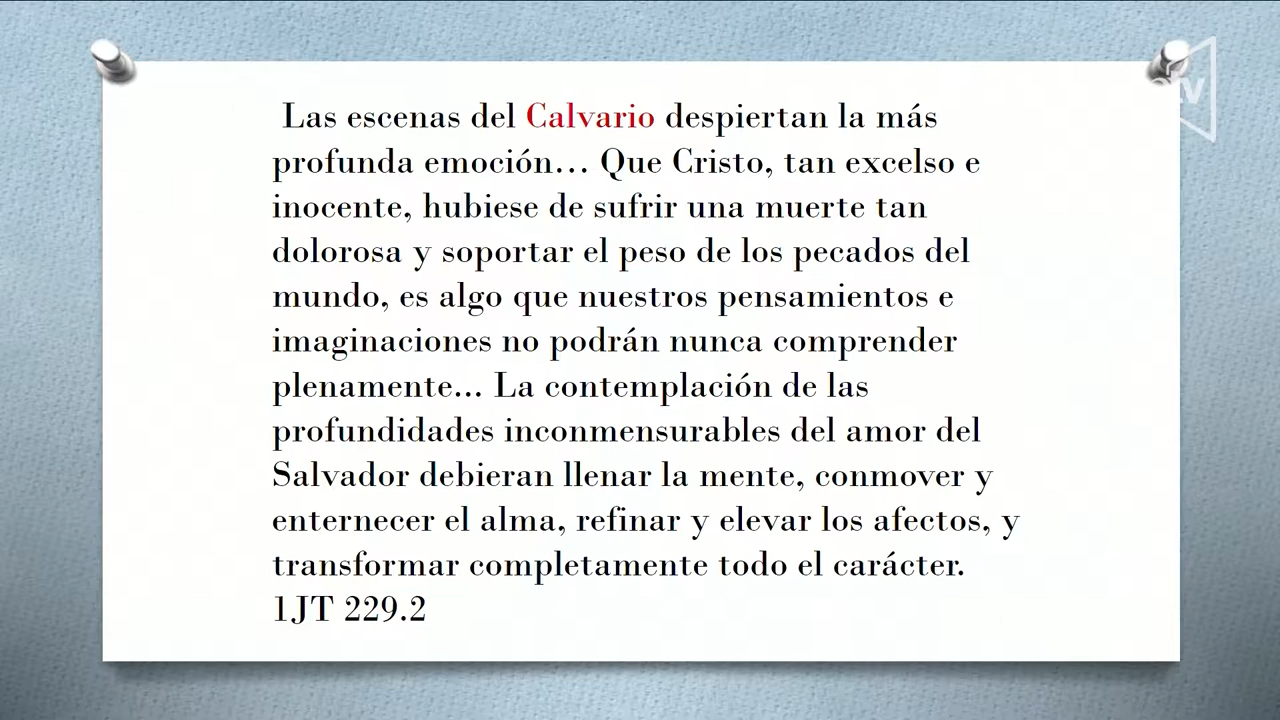 Las escenas del Calvario despiertan la más
profunda emoción... Que Cristo, tan excelso e
inocente, hubiese de sufrir una muerte tan
dolorosa y soportar el peso de los pecados del
mundo, es algo que nuestros pensamientos e
imaginaciones no podrán nunca comprender
plenamente... La contemplación de las
profundidades inconmensurables del amor del
Salvador debieran llenar la mente, conmover y
enternecer el alma, refinar y elevar los afectos, y
transformar completamente todo el carácter.
1JT 229.2